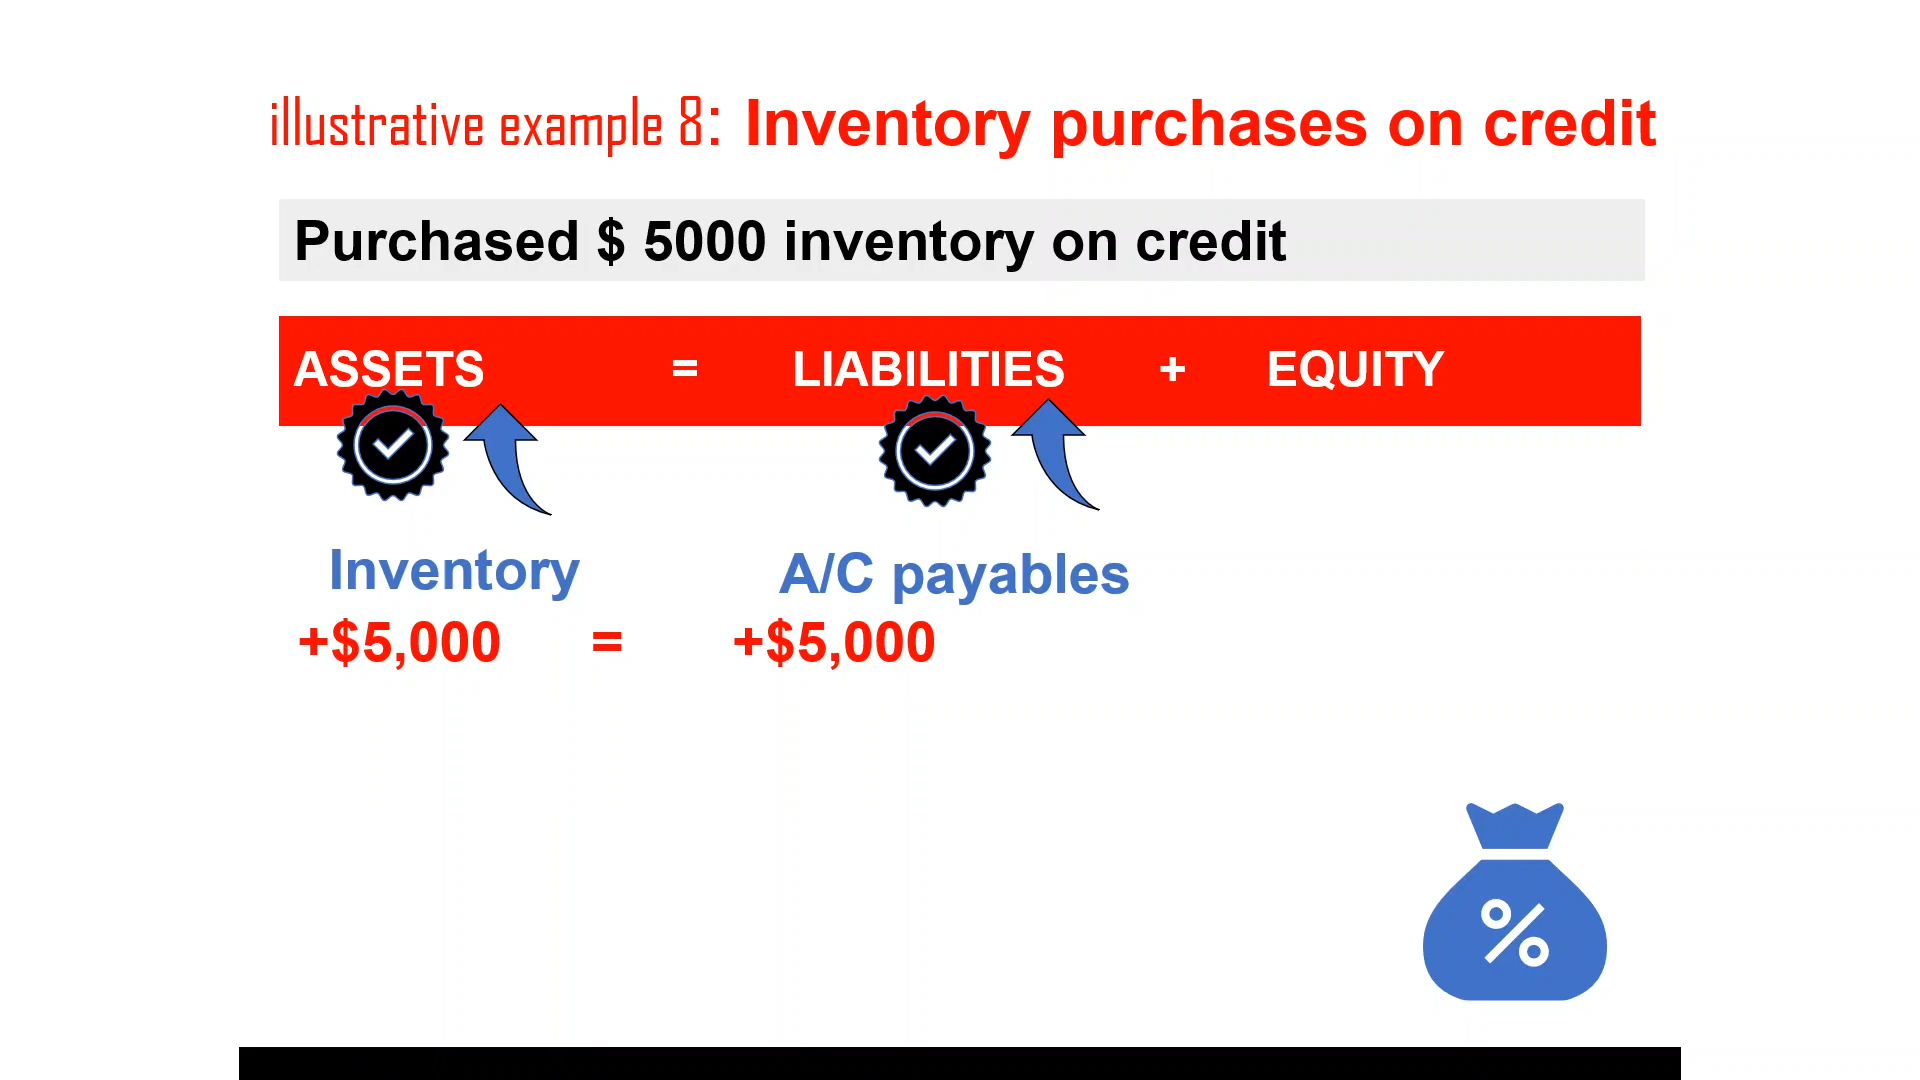 illustrative example 8: Inventory purchases on credit
Purchased $ 5000 inventory on credit
ASSETS = LIABILITIES + EQUITY
Inventory A/C payables
+$5,000 = +$5,000
%